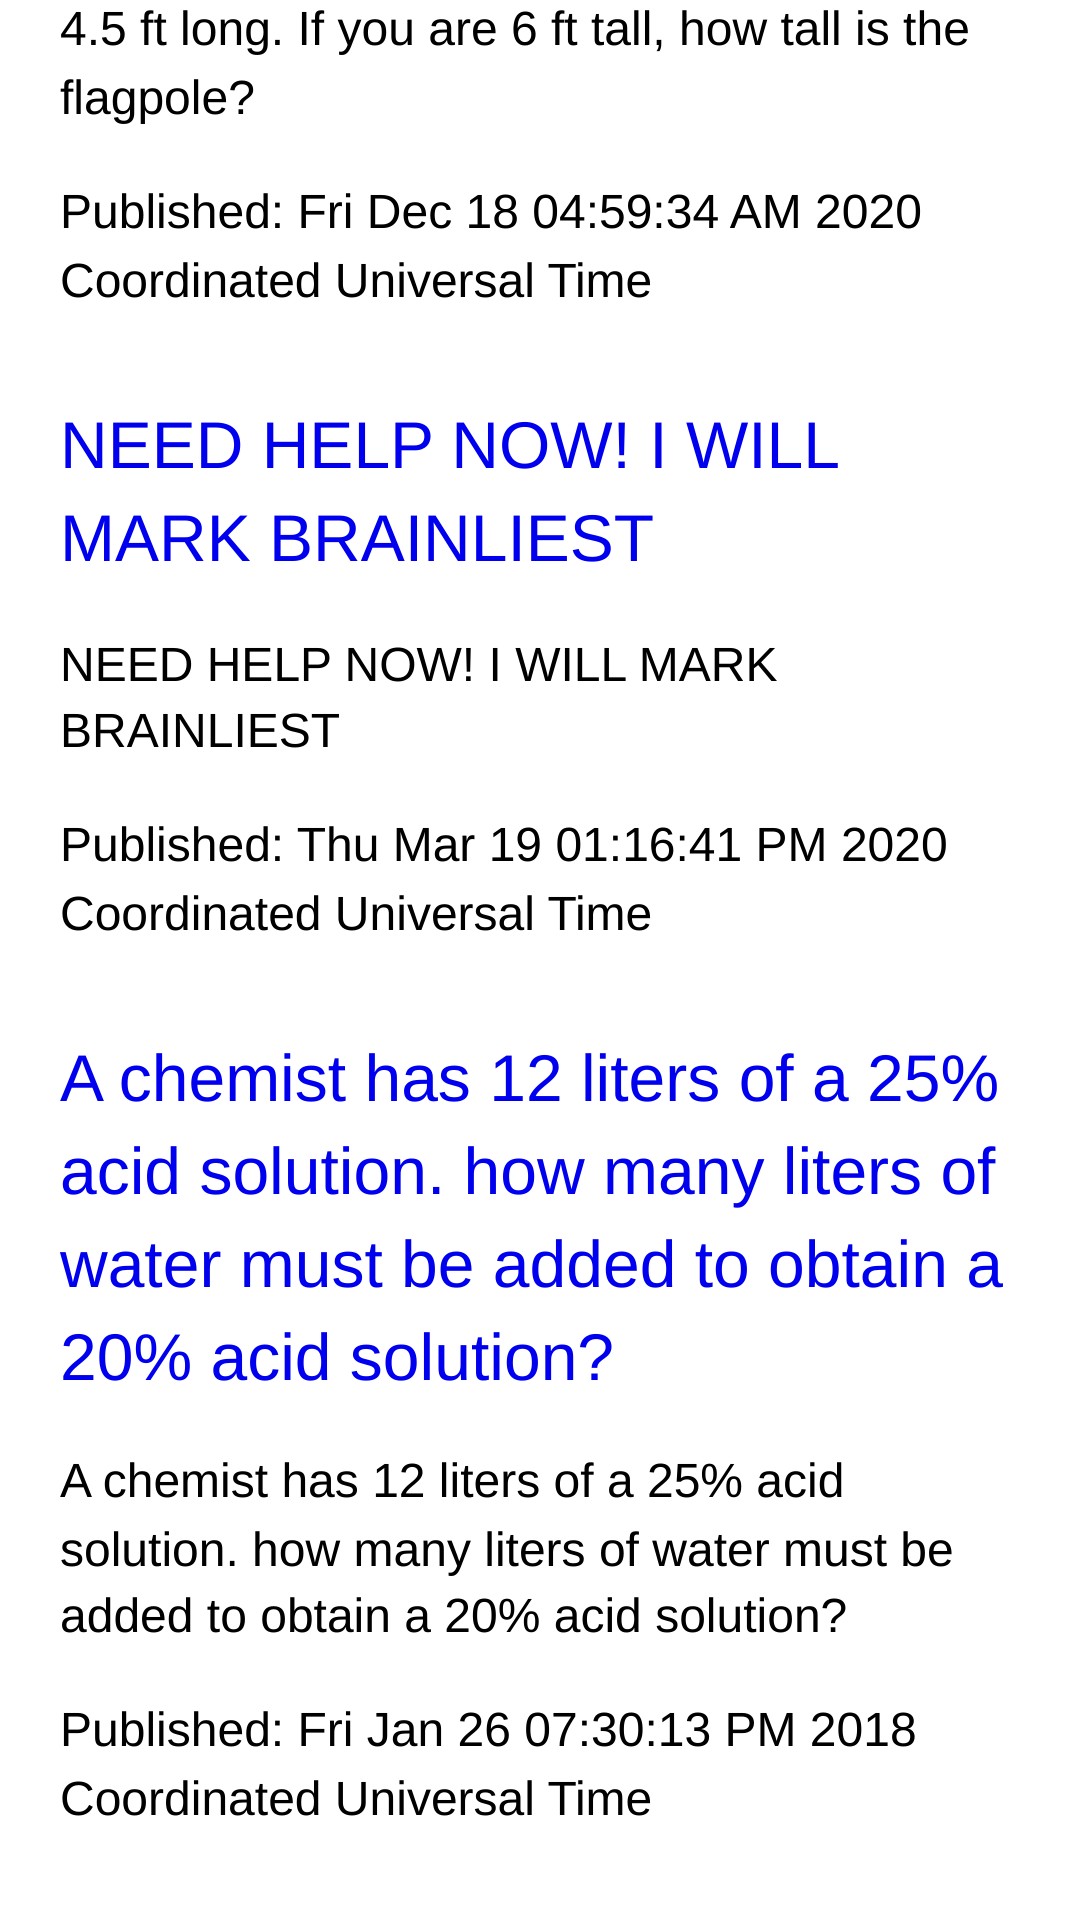 4.5 ft long. If you are 6 ft tall, how tall is the
flagpole?
Published: Fri Dec 18 04:59:34 AM 2020
Coordinated Universal Time
NEED HELP NOW! I WILL
MARK BRAINLIEST
NEED HELP NOW! I WILL MARK
BRAINLIEST
Published: Thu Mar 19 01:16:41 PM 2020
Coordinated Universal Time
A chemist has 12 liters of a 25%
acid solution. how many liters of
water must be added to obtain a
20% acid solution?
A chemist has 12 liters of a 25% acid
solution. how many liters of water must be
added to obtain a 20% acid solution?
Published: Fri Jan 26 07:30:13 PM 2018
Coordinated Universal Time